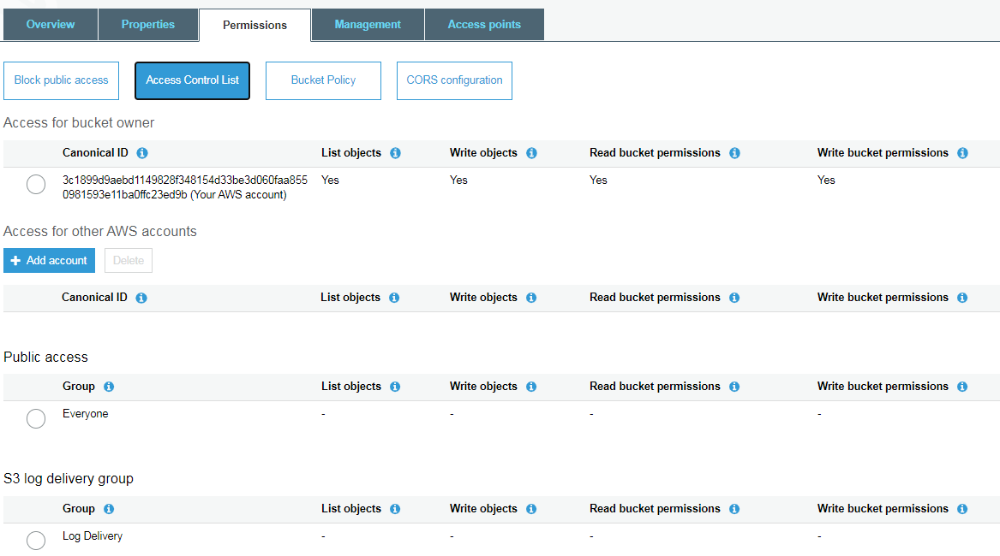 Overview Properties Permissions Management Access points
Block public access Access Control List Bucket Policy CORS configuration
Access for bucket owner
Canonical ID List objects Write objects Read bucket permissions Write bucket permissions
3c1899d9aebd1149828f348154d33be3d060faa855 Yes Yes Yes Yes
0981593e11ba0ffc23ed9b (Your AWS account)
Access for other AWS accounts
+ Add account Delete
Canonical ID List objects Write objects Read bucket permissions Write bucket permissions
Public access
Group List objects Write objects Read bucket permissions Write bucket permissions
Everyone - - - -
S3 log delivery group
Group List objects Write objects Read bucket permissions Write bucket permissions
Log Delivery - - - -